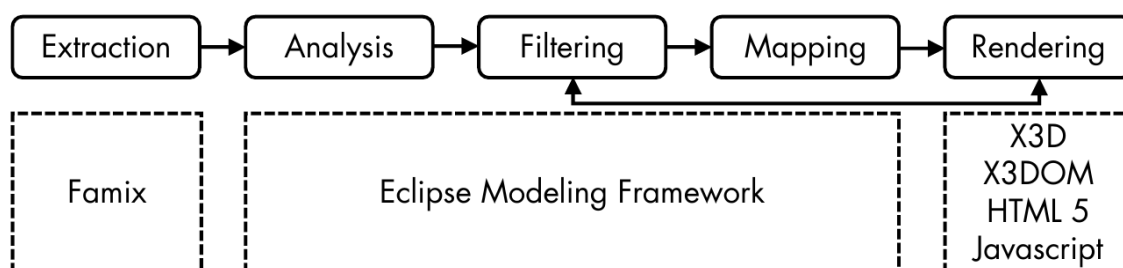 Extraction
Analysis
Filtering
Mapping
Rendering
Famix
Eclipse Modeling Framework
X3D
X3DOM
HTML 5
Javascript